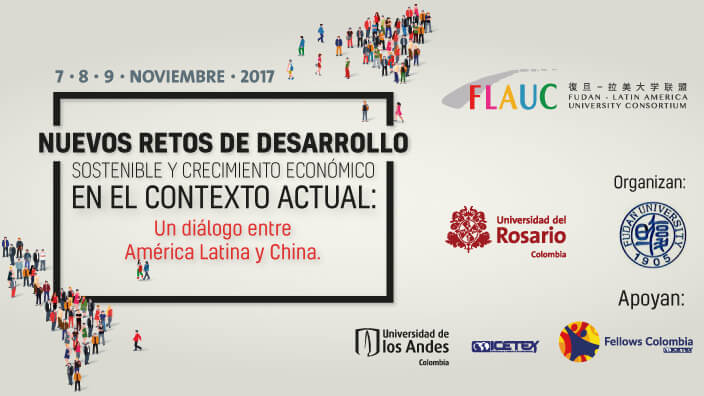 7 • 8 • 9 • NOVIEMBRE • 2017
NUEVOS RETOS DE DESARROLLO
SOSTENIBLE Y CRECIMIENTO ECONÓMICO
EN EL CONTEXTO ACTUAL:
Un diálogo entre
América Latina y China.
FLAUC
復旦-拉美大学联盟
FUDAN - LATIN AMERICA
UNIVERSITY CONSORTIUM
Organizan:
Universidad del
Rosario
Colombia
FUDAN UNIVERSITY
1905
Apoyan:
Universidad de
los Andes
Colombia
ICETEX
Fellows Colombia
ICETEX